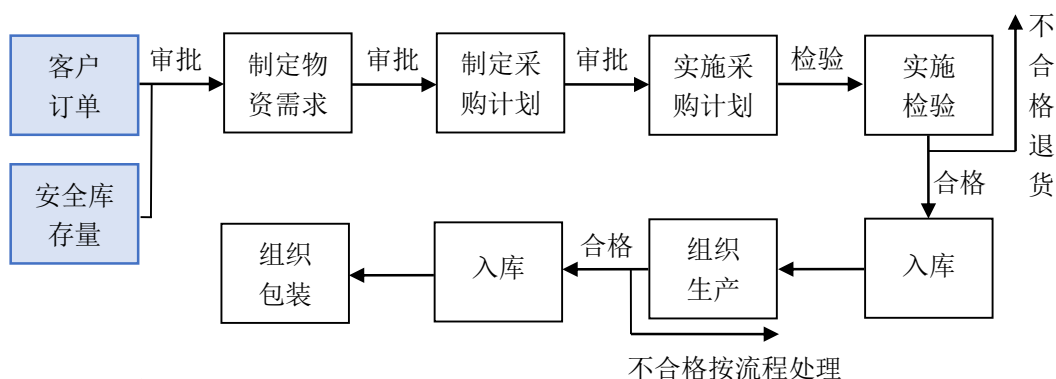 客户
订单
审批
制定物
资需求
审批
制定采
购计划
审批
实施采
购计划
检验
实施
检验
不合格退货
安全库
存量
合格
组织
包装
入库
合格
组织
生产
入库
不合格按流程处理